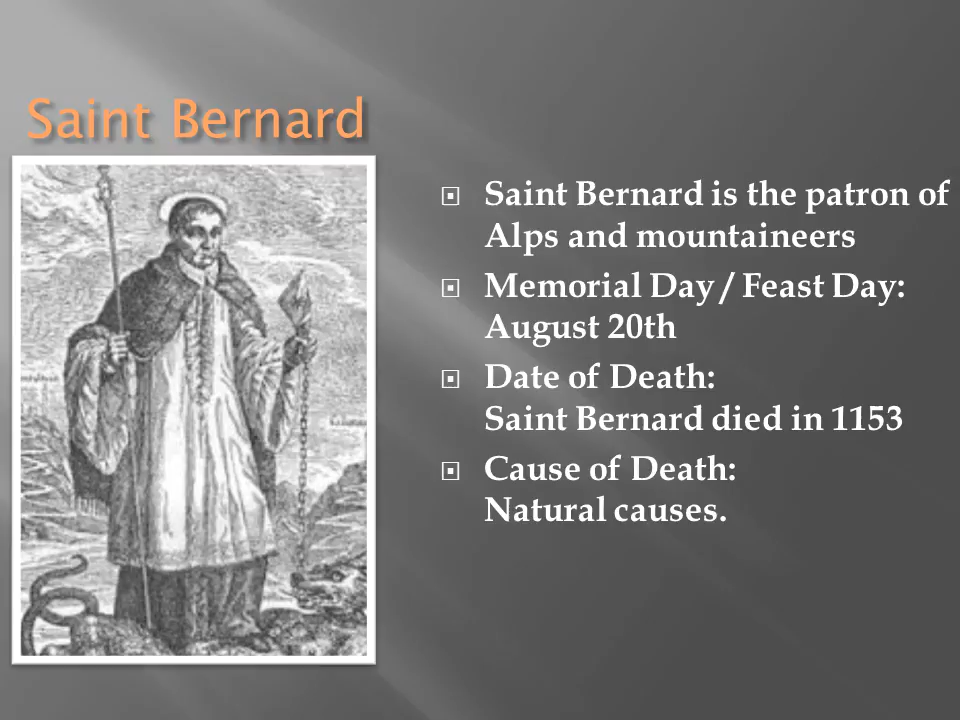 Saint Bernard
Saint Bernard is the patron of
Alps and mountaineers
Memorial Day / Feast Day:
August 20th
Date of Death:
Saint Bernard died in 1153
Cause of Death:
Natural causes.